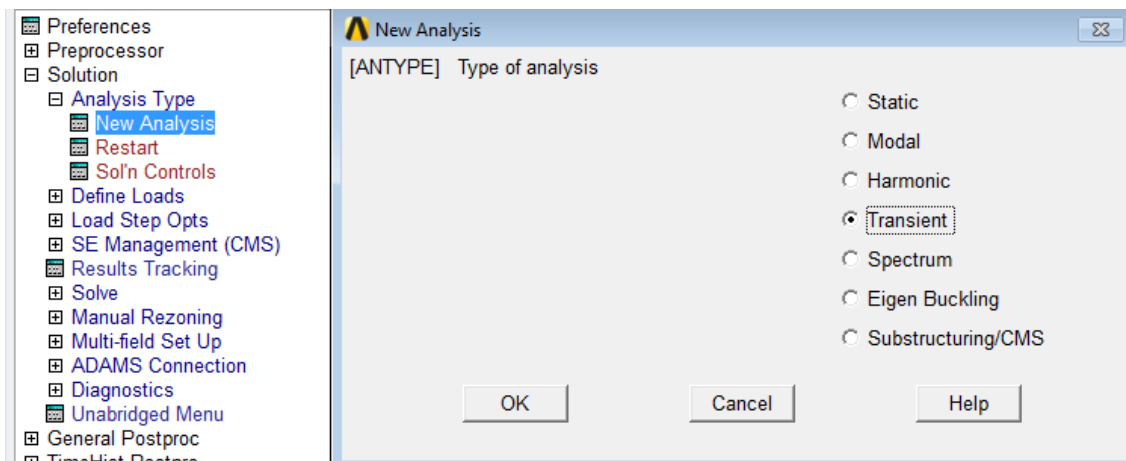 Preferences
Preprocessor
Solution
Analysis Type
New Analysis
Restart
Sol'n Controls
Define Loads
Load Step Opts
SE Management (CMS)
Results Tracking
Solve
Manual Rezoning
Multi-field Set Up
ADAMS Connection
Diagnostics
Unabridged Menu
General Postproc
TimeHist Postpro
New Analysis
[ANTYPE] Type of analysis
Static
Modal
Harmonic
Transient
Spectrum
Eigen Buckling
Substructuring/CMS
OK Cancel Help